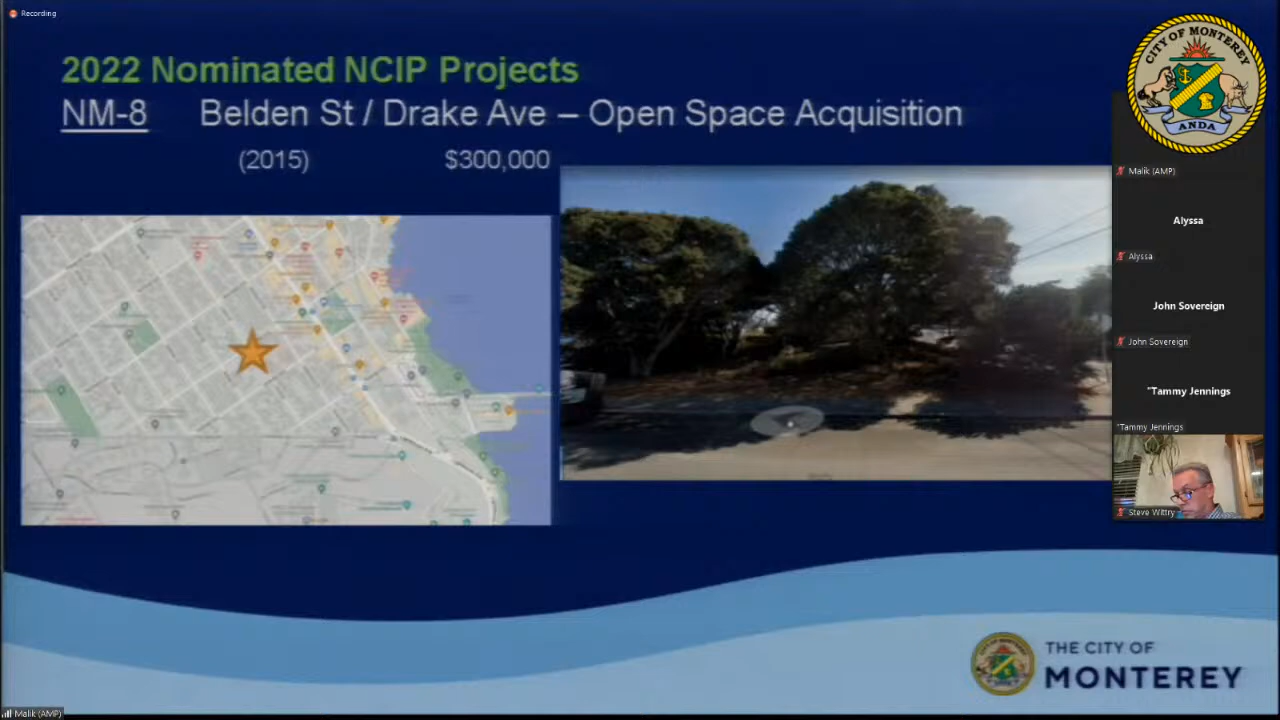 Recording
2022 Nominated NCIP Projects
NM-8 Belden St / Drake Ave – Open Space Acquisition
(2015) $300,000
CITY OF MONTEREY
ANDA
Malik (AMP)
Alyssa
Alyssa
John Sovereign
John Sovereign
"Tammy Jennings
"Tammy Jennings
Steve Wittry
THE CITY OF
MONTEREY
Malik (AMP)